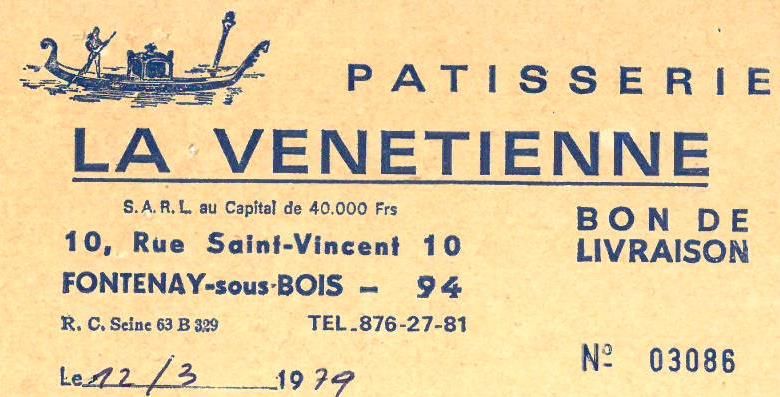 PATISSERIE
LA VENETIENNE
S.A.R.L. au Capital de 40.000 Frs
10, Rue Saint-Vincent 10
FONTENAY-sous-BOIS - 94
R. C. Seine 63 B 329
TEL.876-27-81
BON DE
LIVRAISON
Nº 03086
Le 12/3 1979